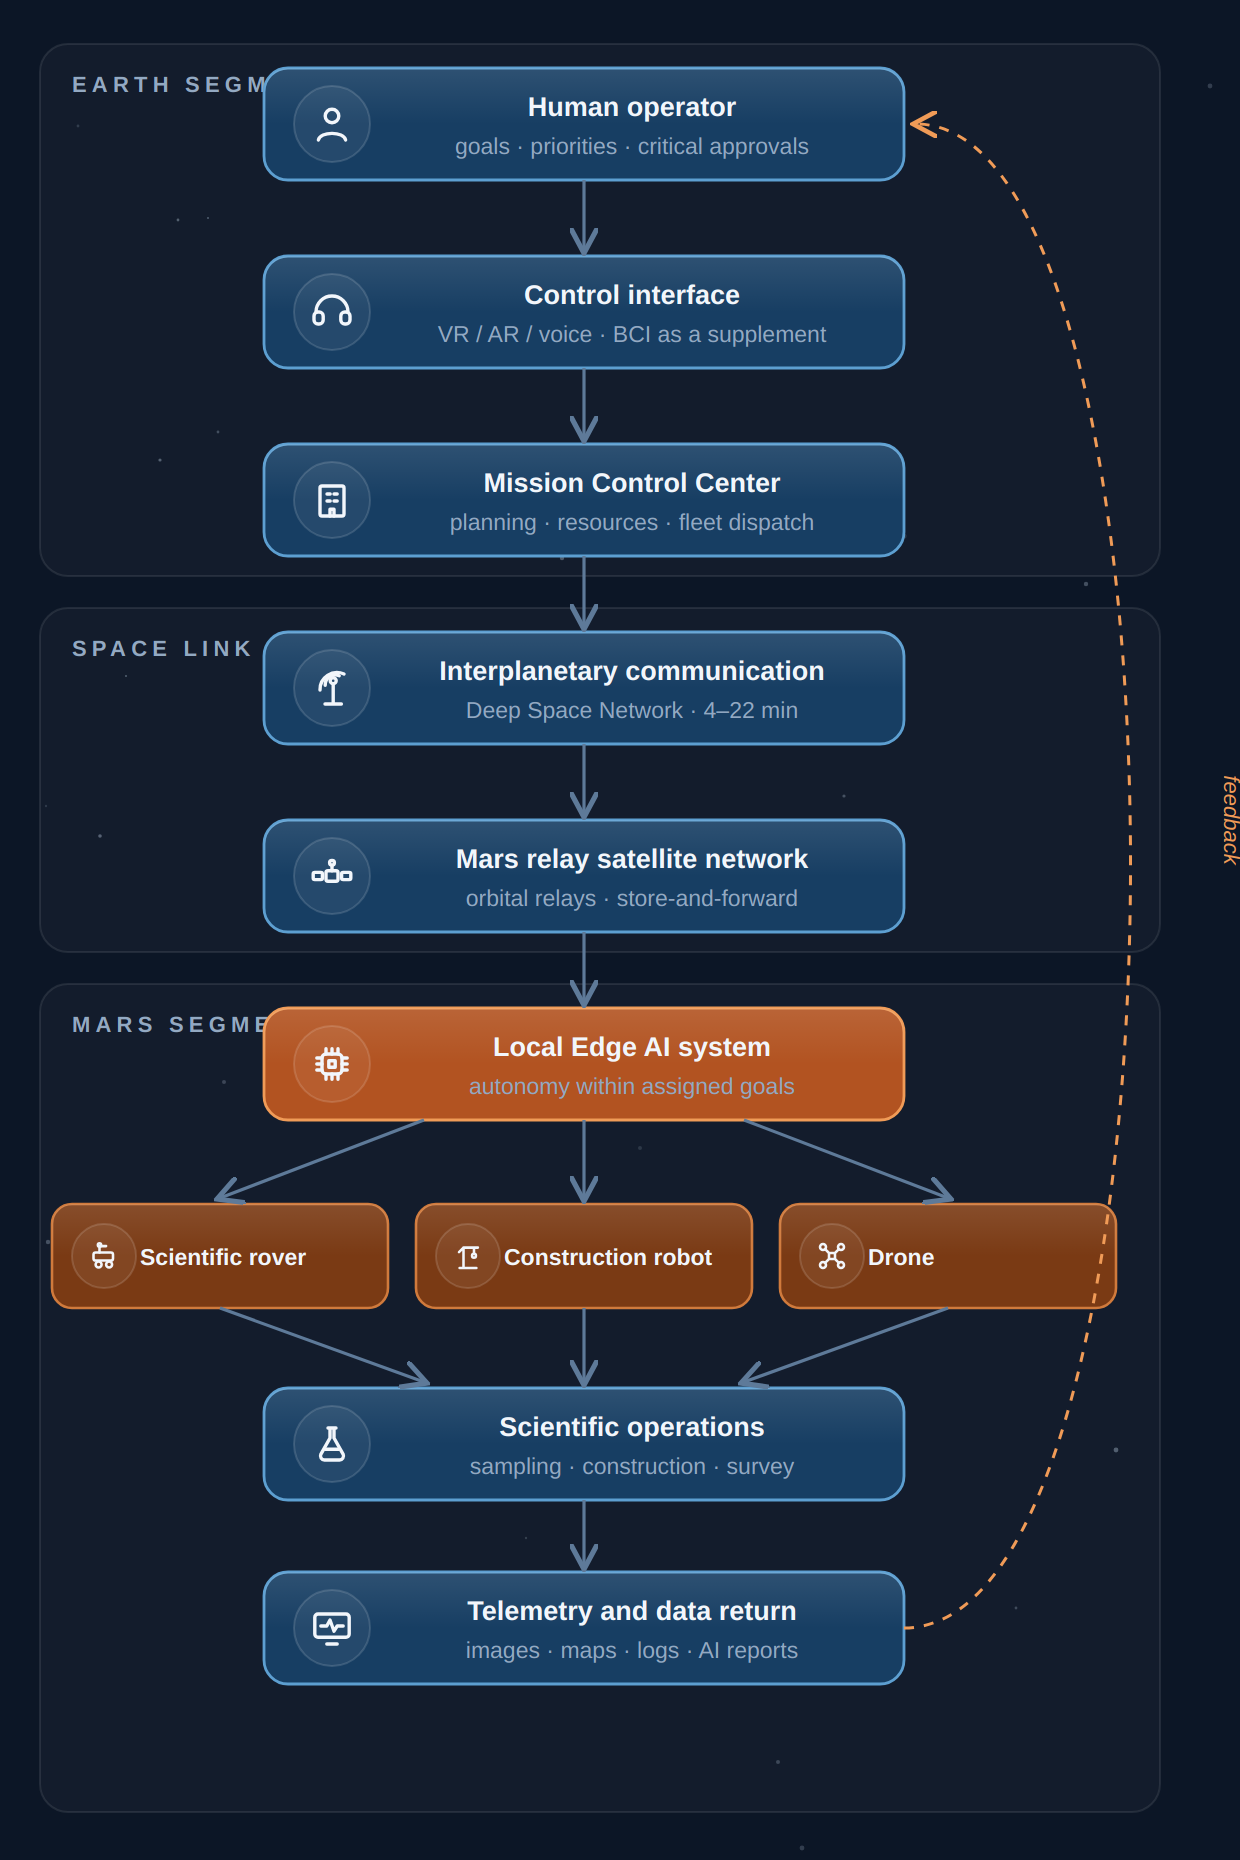 EARTH SEGM
Human operator
goals · priorities · critical approvals
Control interface
VR / AR / voice · BCI as a supplement
Mission Control Center
planning · resources · fleet dispatch
SPACE LINK
Interplanetary communication
Deep Space Network · 4–22 min
feedback
Mars relay satellite network
orbital relays · store-and-forward
MARS SEGME
Local Edge AI system
autonomy within assigned goals
Scientific rover
Construction robot
Drone
Scientific operations
sampling · construction · survey
Telemetry and data return
images · maps · logs · AI reports